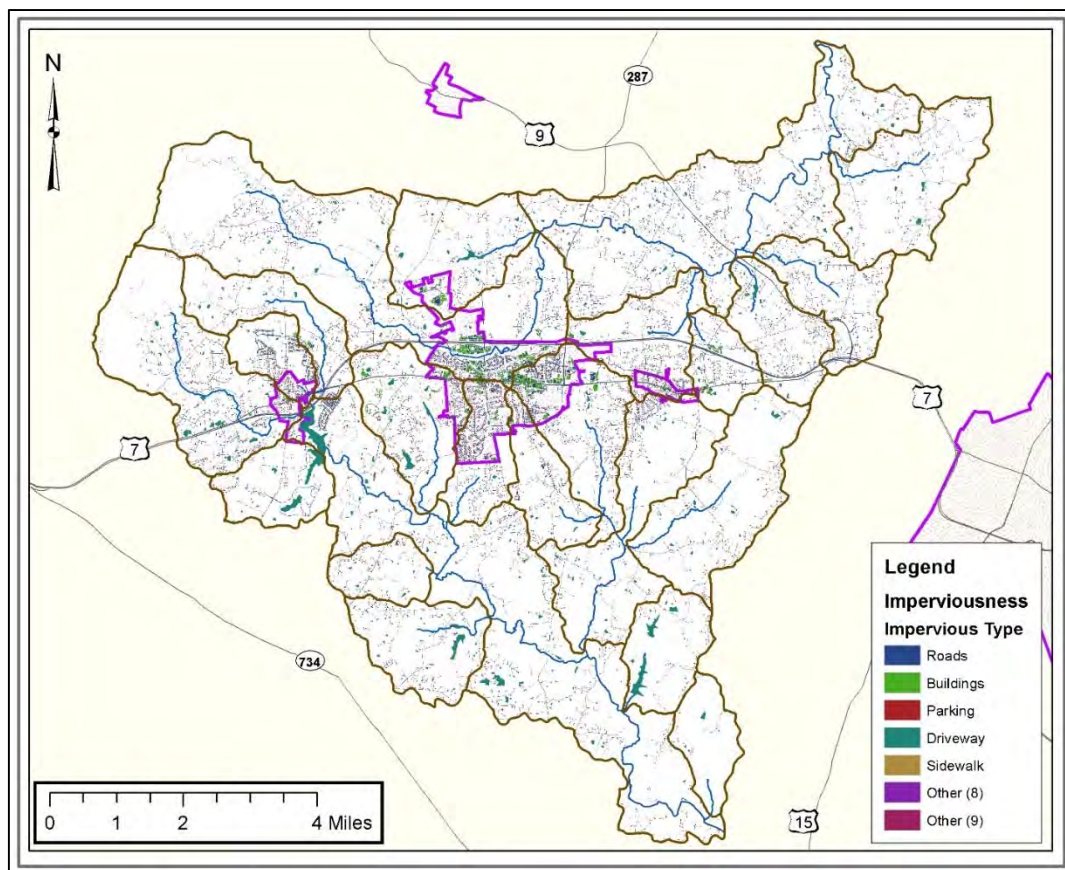 N
287
9
7
7
734
15
0 1 2 4 Miles
Legend
Imperviousness
Impervious Type
Roads
Buildings
Parking
Driveway
Sidewalk
Other (8)
Other (9)